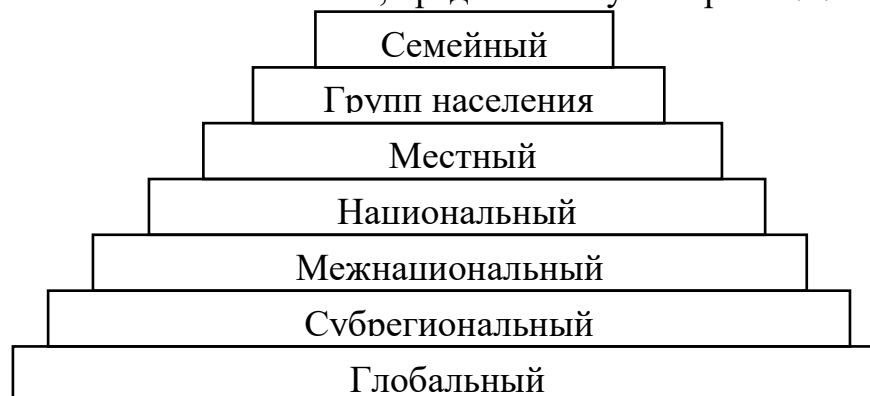 Семейный
Групп населения
Местный
Национальный
Межнациональный
Субрегиональный
Глобальный